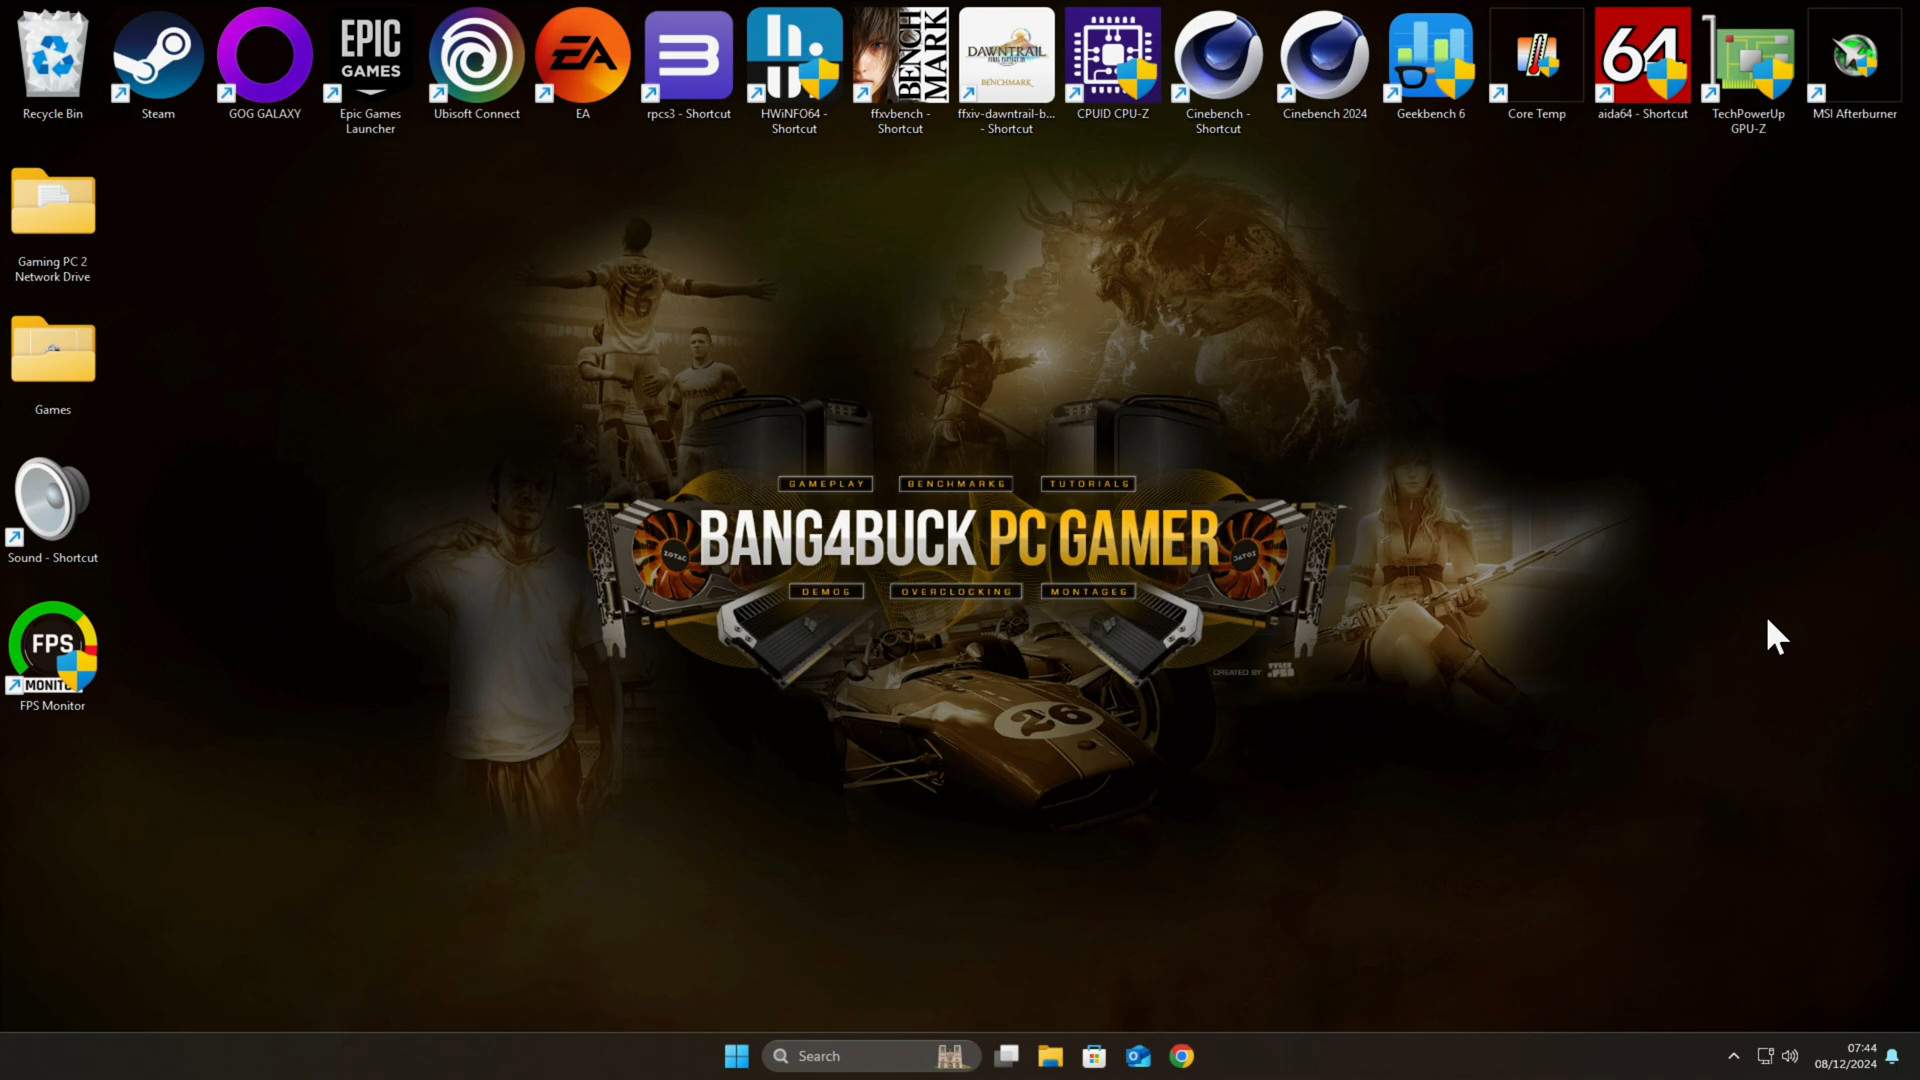 EPIC
GAMES
EA
BENCH
MARK
DAWNTRAIL
BENCHMARK
64
Recycle Bin
Steam
GOG GALAXY
Epic Games
Launcher
Ubisoft Connect
EA
rpcs3 - Shortcut
HWiNFO64 -
Shortcut
ffxvbench -
Shortcut
ffxiv-dawntrail-b...
- Shortcut
CPUID CPU-Z
Cinebench -
Shortcut
Cinebench 2024
Geekbench 6
Core Temp
aida64 - Shortcut
TechPowerUp
GPU-Z
MSI Afterburner
Gaming PC 2
Network Drive
Games
Sound - Shortcut
FPS
FPS Monitor
16
GAMEPLAY
BENCHMARKS
TUTORIALS
BANG4BUCK PC GAMER
ZOTAC
DEMOS
OVERCLOCKING
MONTAGES
CREATED BY
26
Search
07:44
08/12/2024